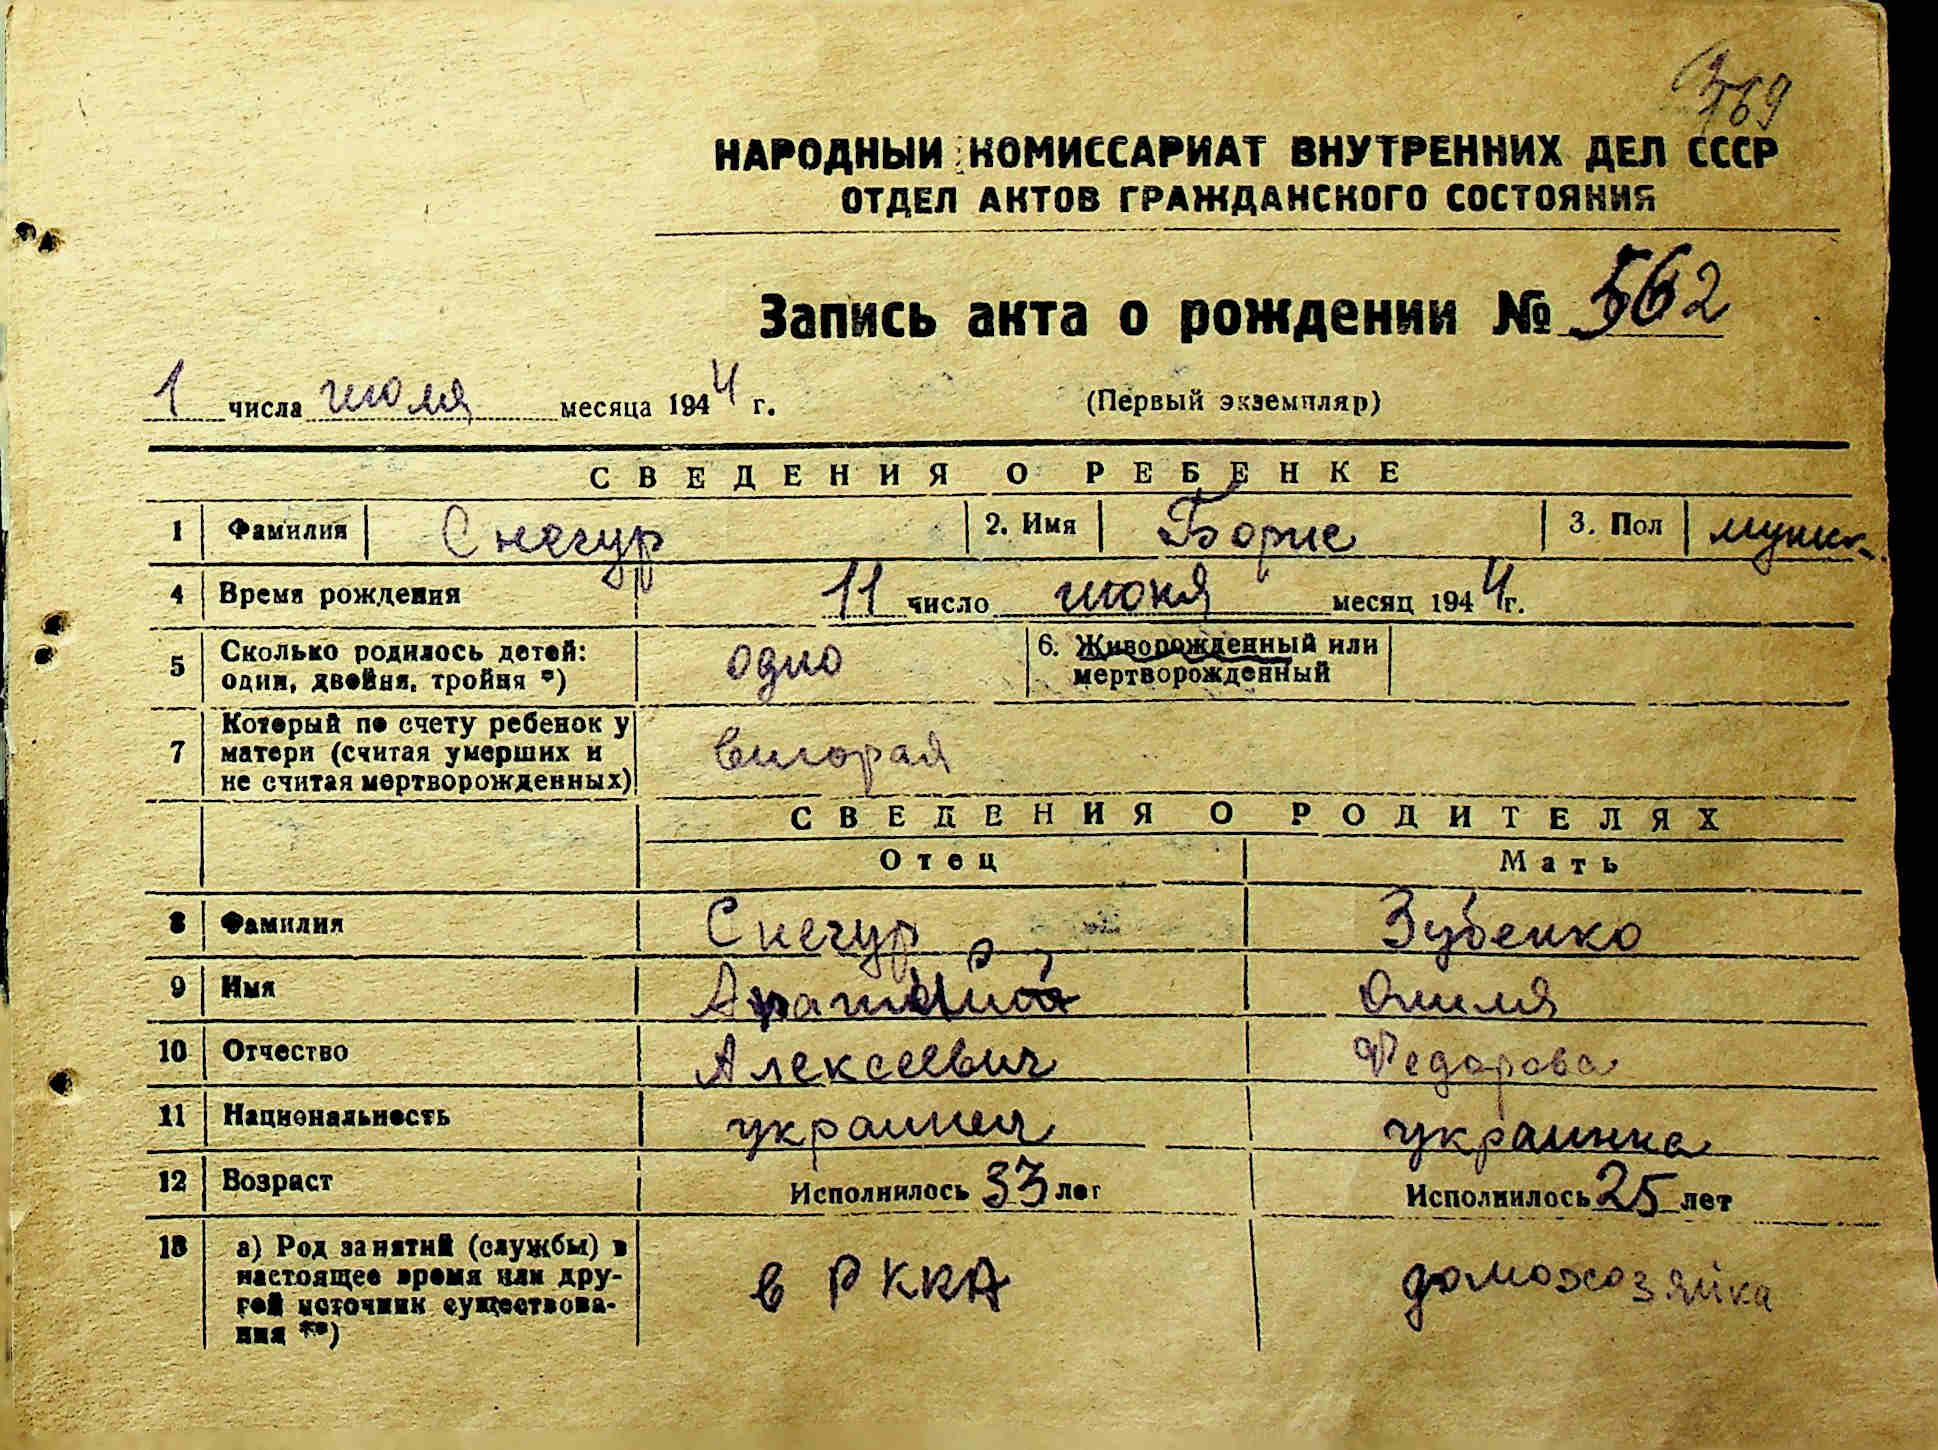 369
НАРОДНЫЙ КОМИССАРИАТ ВНУТРЕННИХ ДЕЛ СССР
ОТДЕЛ АКТОВ ГРАЖДАНСКОГО СОСТОЯНИЯ
Запись акта о рождении № 562
1 числа июля месяца 1944 г. (Первый экземпляр)
СВЕДЕНИЯ О РЕБЕНКЕ
1 Фамилия Снегур 2. Имя Борис 3. Пол мужск.
4 Время рождения 11 число июня месяц 1944 г.
5 Сколько родилось детей: один, двойня, тройня *) одно 6. Живорожденный или мертворожденный
7 Который по счету ребенок у матери (считая умерших и не считая мертворожденных) вторая
СВЕДЕНИЯ О РОДИТЕЛЯХ
Отец Мать
8 Фамилия Снегур Зубенко
9 Имя
10 Отчество Алексеевич Федорова
11 Национальность украинец украинка
12 Возраст Исполнилось 33 лет Исполнилось 25 лет
13 а) Род занятий (службы) в настоящее время или другой источник существования **) в РККА домохозяйка